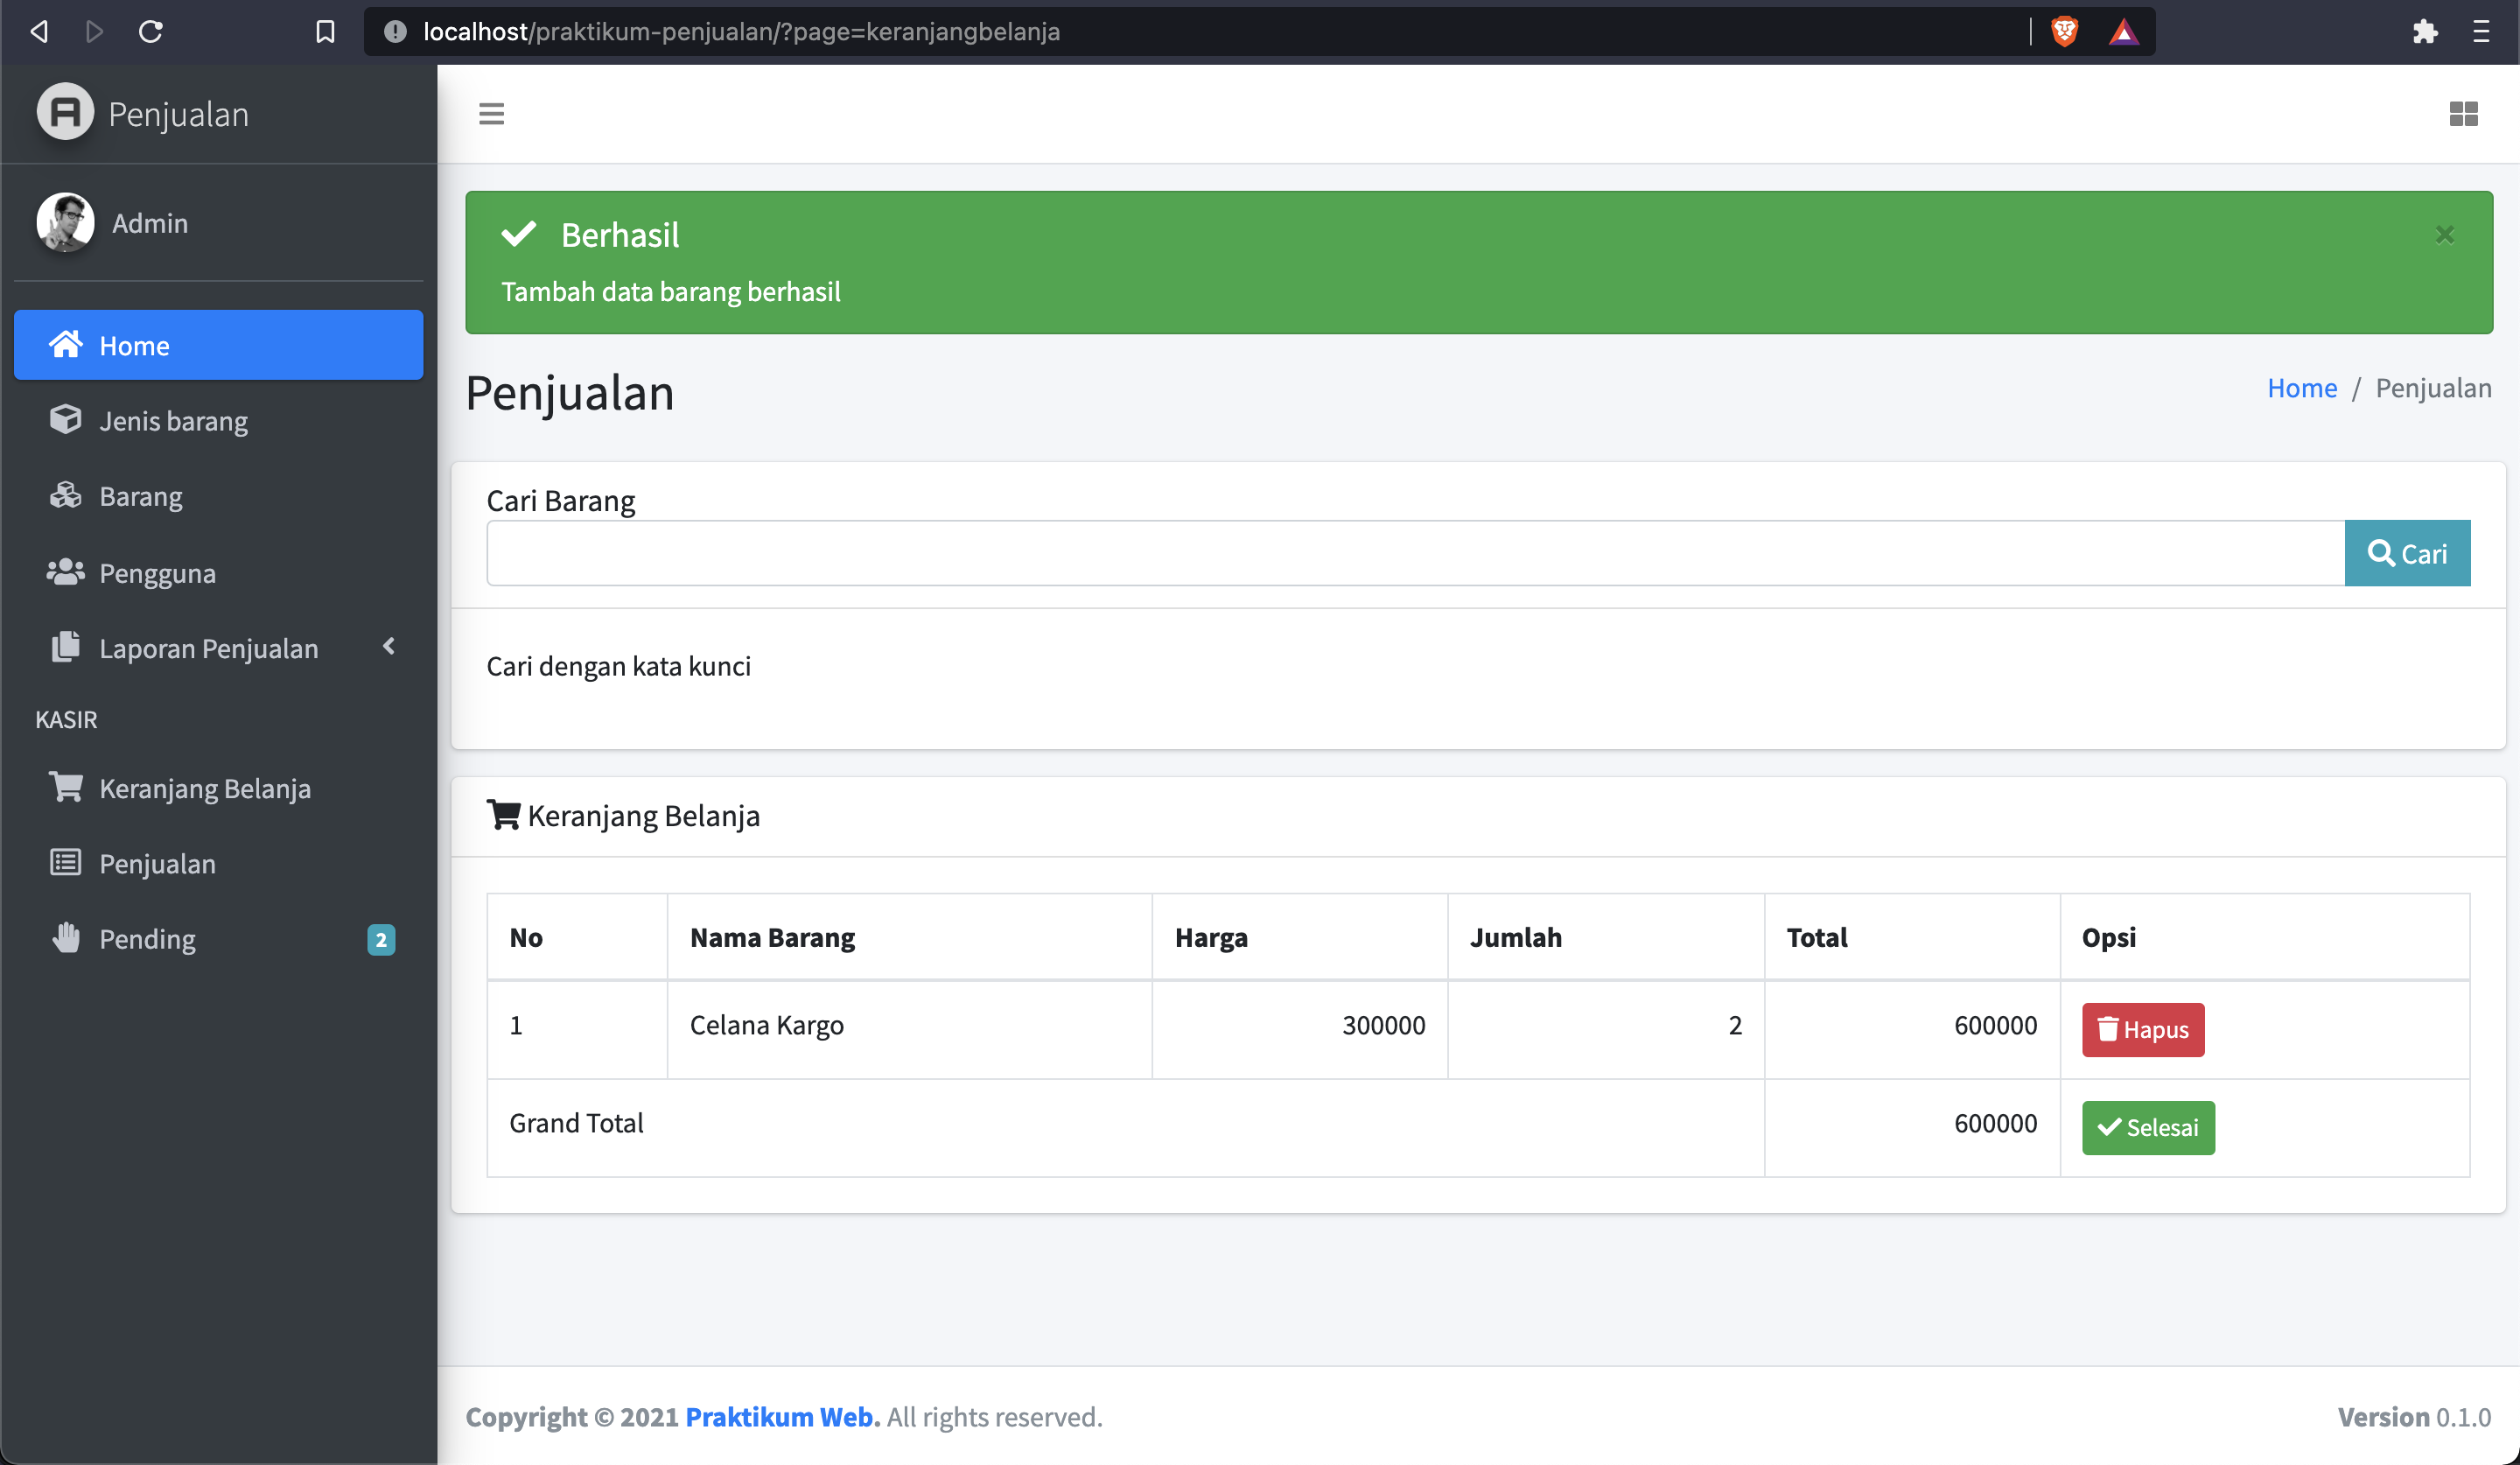 localhost/praktikum-penjualan/?page=keranjangbelanja
Penjualan
Admin
Home
Jenis barang
Barang
Pengguna
Laporan Penjualan
KASIR
Keranjang Belanja
Penjualan
Pending 2
Berhasil
Tambah data barang berhasil
Penjualan
Home / Penjualan
Cari Barang
Cari
Cari dengan kata kunci
Keranjang Belanja
No Nama Barang Harga Jumlah Total Opsi
1 Celana Kargo 300000 2 600000 Hapus
Grand Total 600000 Selesai
Copyright © 2021 Praktikum Web. All rights reserved.
Version 0.1.0